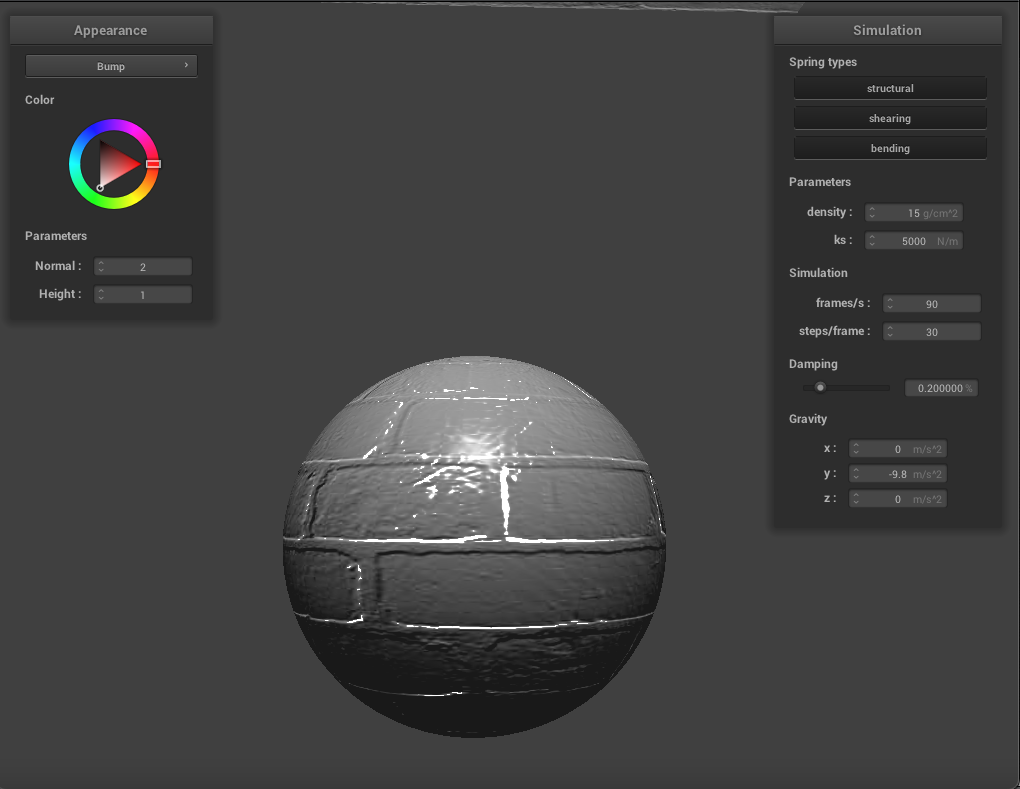 Appearance
Bump
Color
Parameters
Normal : 2
Height : 1
Simulation
Spring types
structural
shearing
bending
Parameters
density : 15 g/cm^2
ks : 5000 N/m
Simulation
frames/s : 90
steps/frame : 30
Damping
0.200000 %
Gravity
x : 0 m/s^2
y : -9.8 m/s^2
z : 0 m/s^2